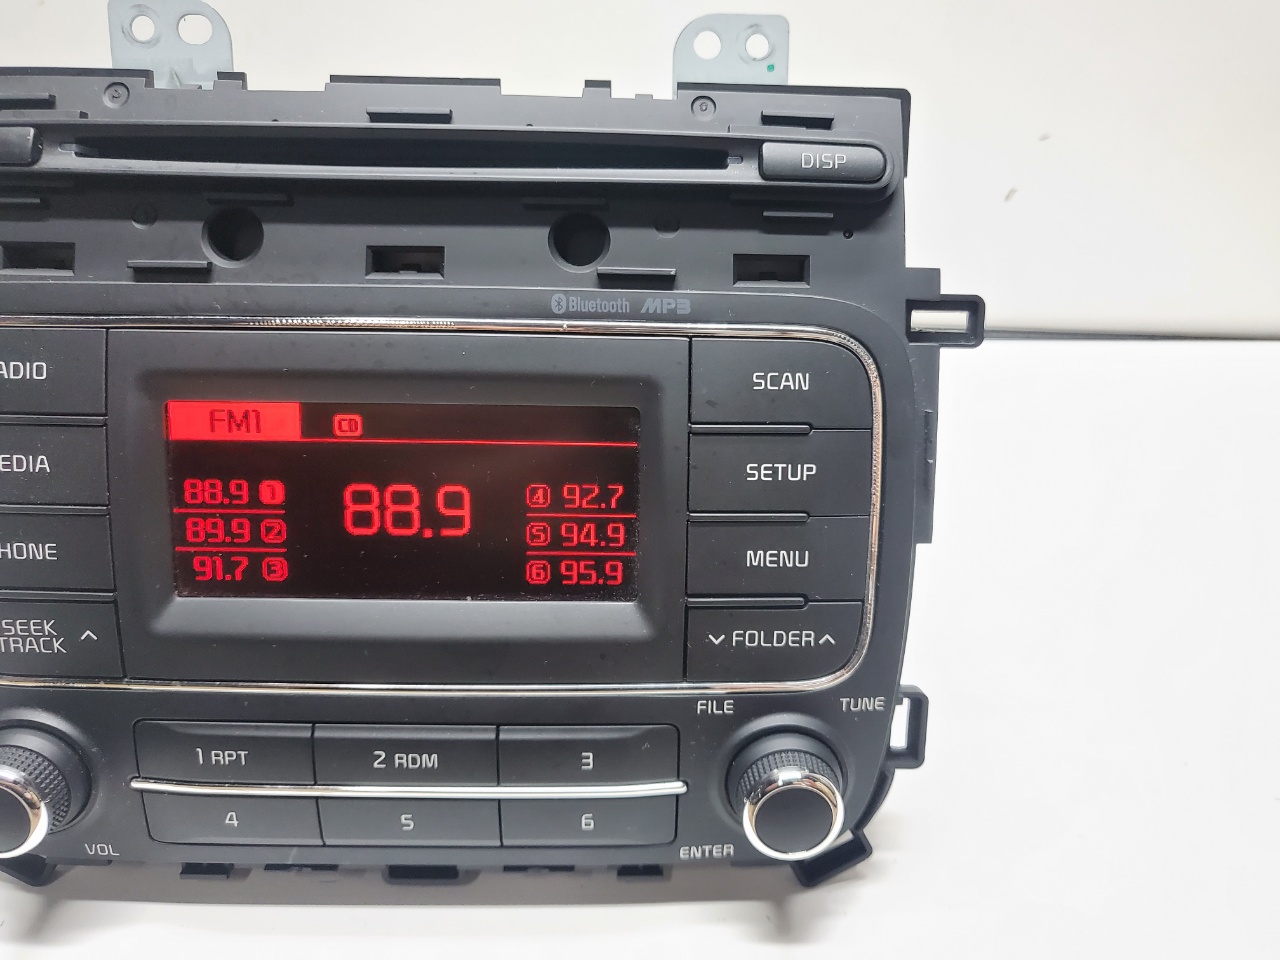 DISP
Bluetooth MP3
ADIO
EDIA
HONE
SEEK
TRACK
FM1 CD
88.9 1
89.9 2
91.7 3
88.9
4 92.7
5 94.9
6 95.9
SCAN
SETUP
MENU
FOLDER
FILE
TUNE
1 RPT
2 RDM
3
4
5
6
VOL
ENTER